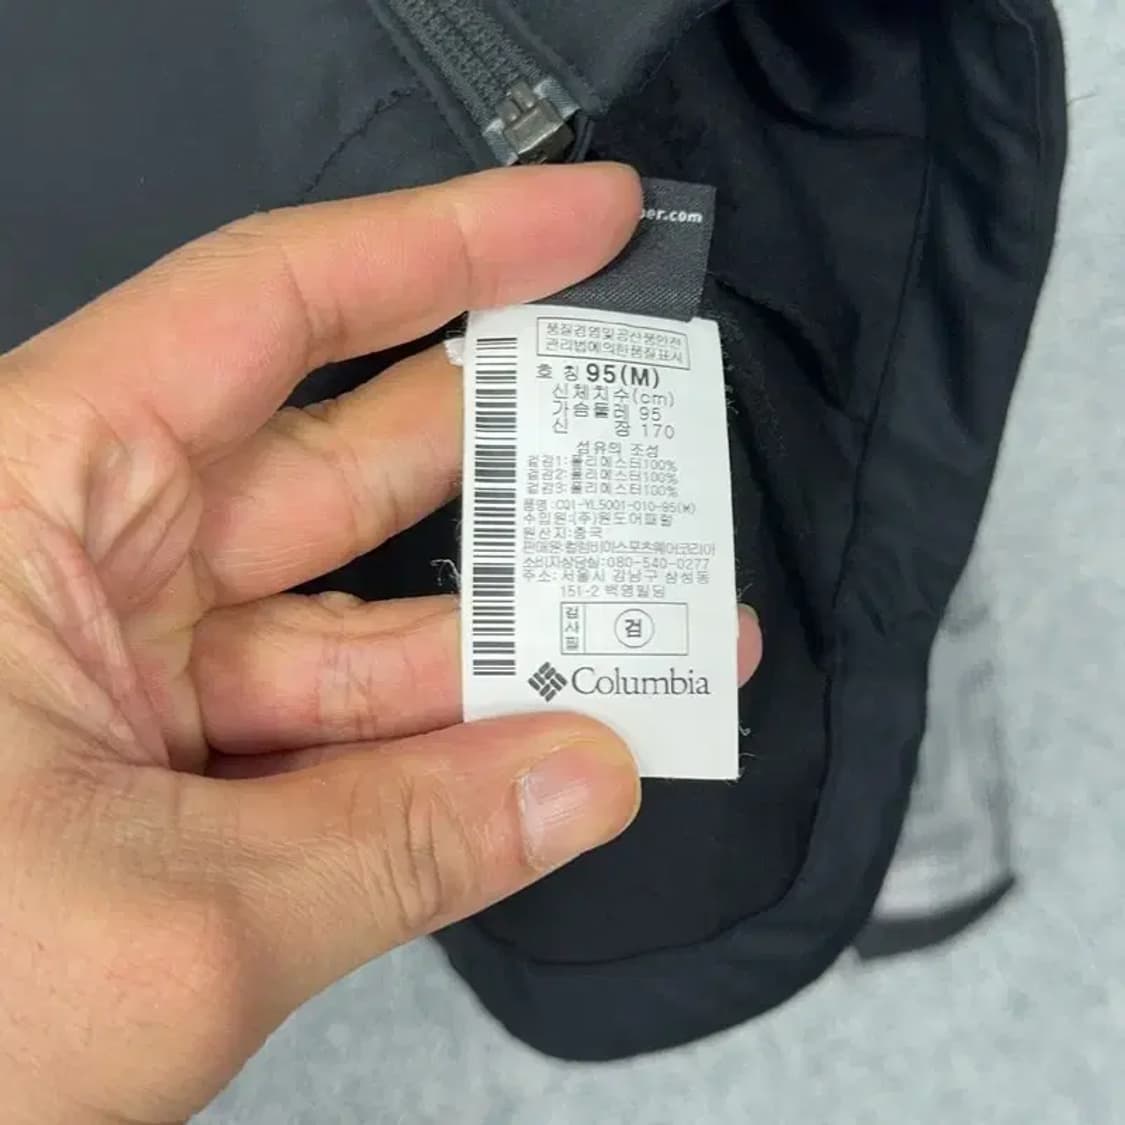 er.com
품질경영및공산품안전
관리법에의한품질표시
호 칭 95(M)
신체치수(cm)
가슴둘레 95
신 장 170
섬유의 조성
겉감1:폴리에스터100%
겉감2:폴리에스터100%
겉감3:폴리에스터100%
품명:CQ1-YL5001-010-95(M)
수입원:(주)원도어패럴
원산지:중국
판매원:컬럼비아스포츠웨어코리아
소비자상담실:080-540-0277
주소:서울시 강남구 삼성동
151-2 백영빌딩
검사필 검
Columbia